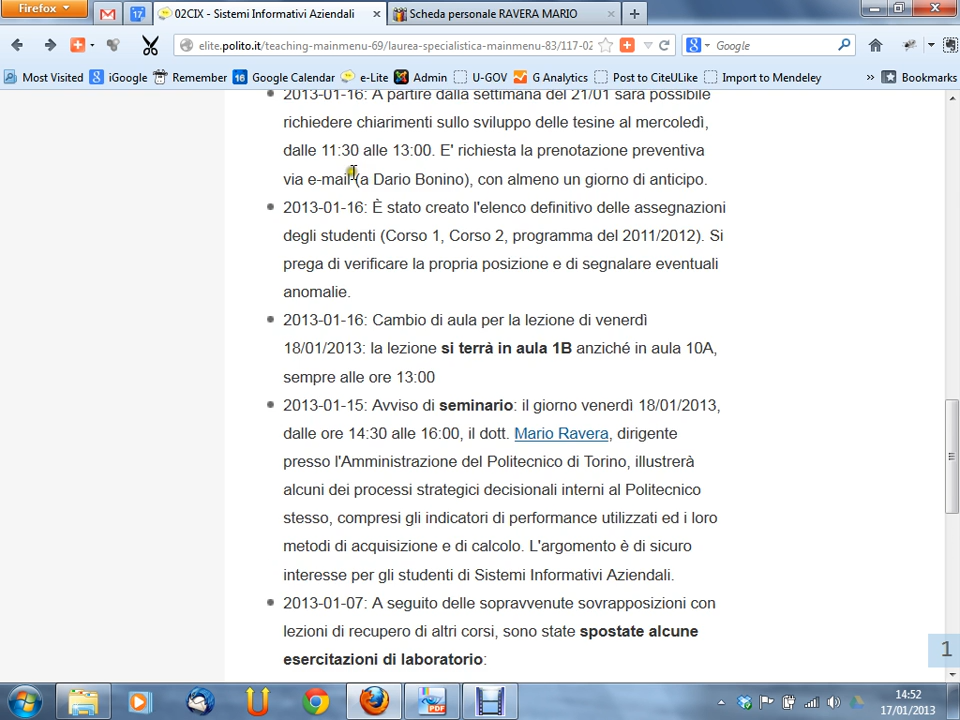 Firefox
02CIX - Sistemi Informativi Aziendali
Scheda personale RAVERA MARIO
elite.polito.it/teaching-mainmenu-69/laurea-specialistica-mainmenu-83/117-02
Google
Most Visited iGoogle Remember Google Calendar e-Lite Admin U-GOV G Analytics Post to CiteULike Import to Mendeley » Bookmarks
2013-01-16: A partire dalla settimana del 21/01 sarà possibile
richiedere chiarimenti sullo sviluppo delle tesine al mercoledì,
dalle 11:30 alle 13:00. E' richiesta la prenotazione preventiva
via e-mail (a Dario Bonino), con almeno un giorno di anticipo.
2013-01-16: È stato creato l'elenco definitivo delle assegnazioni
degli studenti (Corso 1, Corso 2, programma del 2011/2012). Si
prega di verificare la propria posizione e di segnalare eventuali
anomalie.
2013-01-16: Cambio di aula per la lezione di venerdì
18/01/2013: la lezione si terrà in aula 1B anziché in aula 10A,
sempre alle ore 13:00
2013-01-15: Avviso di seminario: il giorno venerdì 18/01/2013,
dalle ore 14:30 alle 16:00, il dott. Mario Ravera, dirigente
presso l'Amministrazione del Politecnico di Torino, illustrerà
alcuni dei processi strategici decisionali interni al Politecnico
stesso, compresi gli indicatori di performance utilizzati ed i loro
metodi di acquisizione e di calcolo. L'argomento è di sicuro
interesse per gli studenti di Sistemi Informativi Aziendali.
2013-01-07: A seguito delle sopravvenute sovrapposizioni con
lezioni di recupero di altri corsi, sono state spostate alcune
esercitazioni di laboratorio:
1
14:52
17/01/2013